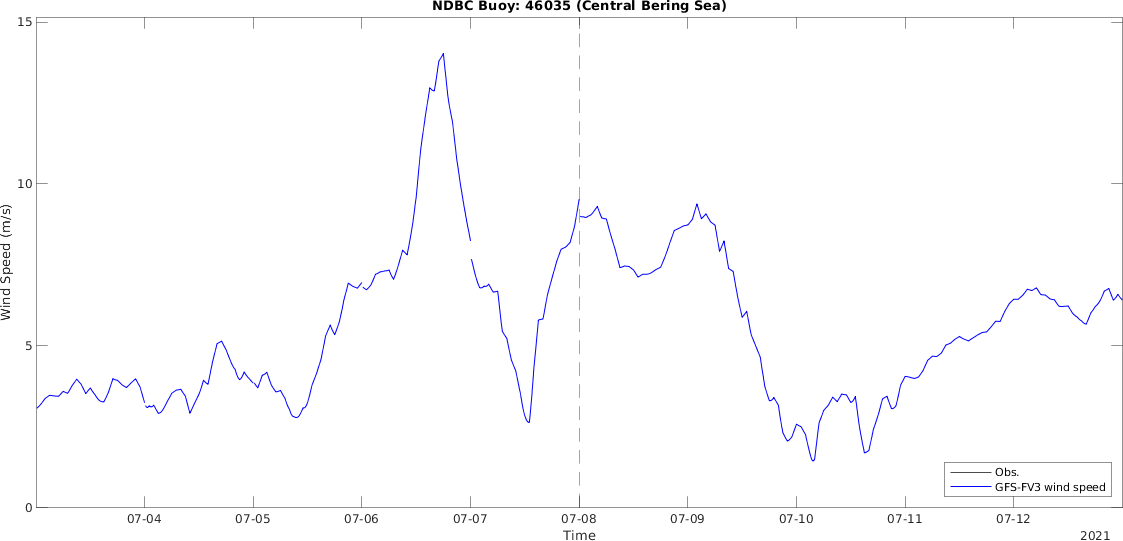 NDBC Buoy: 46035 (Central Bering Sea)
15
10
5
0
Wind Speed (m/s)
07-04 07-05 07-06 07-07 07-08 07-09 07-10 07-11 07-12
Time
2021
Obs.
GFS-FV3 wind speed